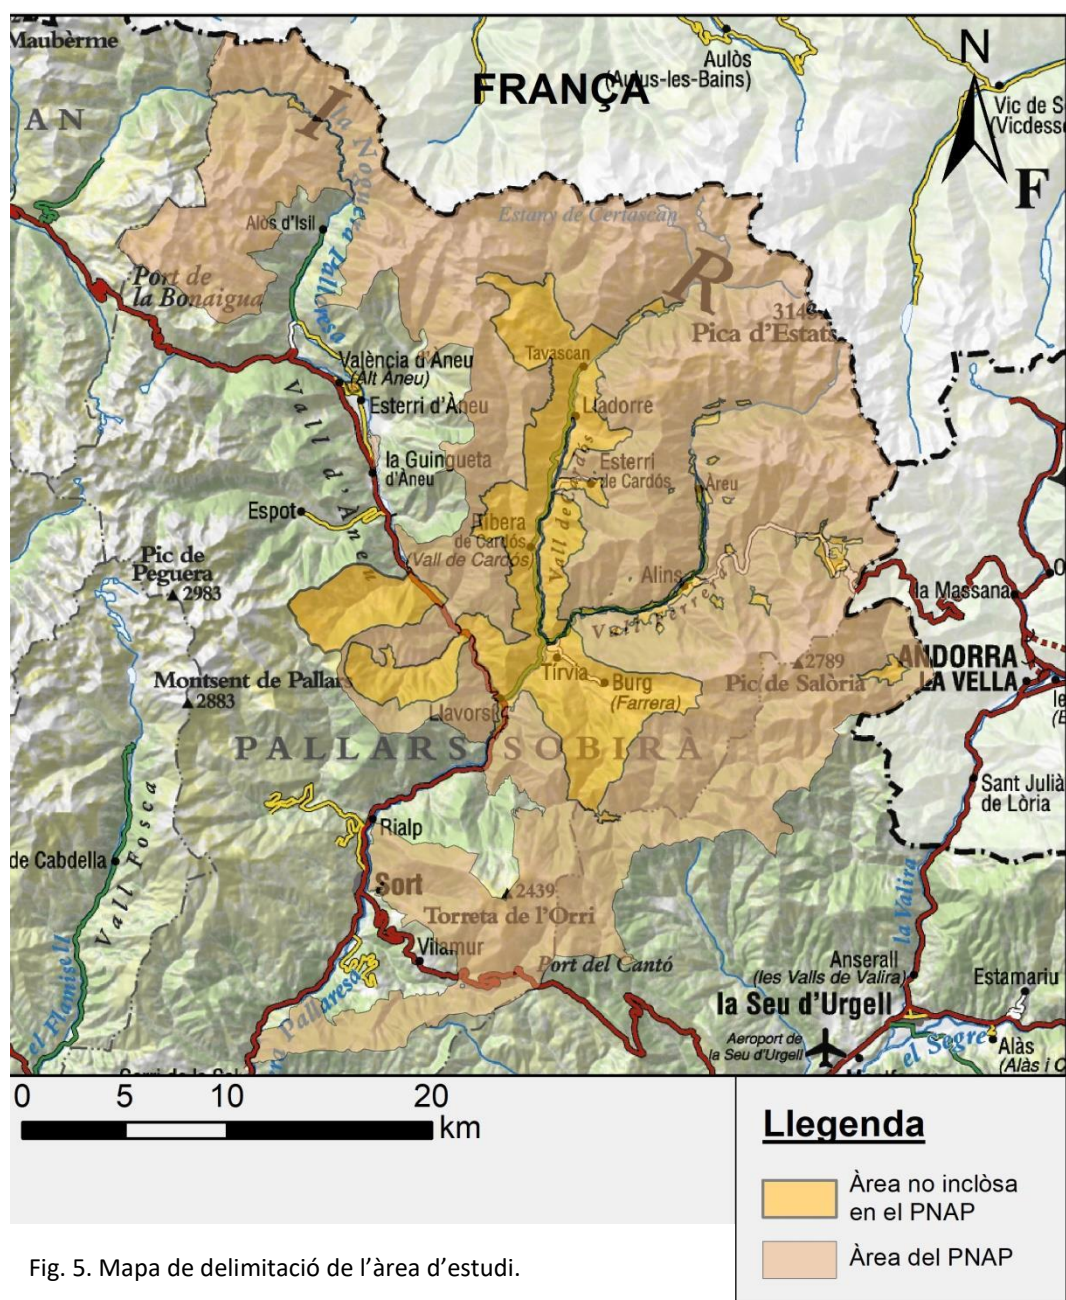 Maubèrme
AN
FRANÇA
Aulòs
(Aulus-les-Bains)
N
Vic de S
(Vicdess
F
I
la Noguera Pallaresa
Estany de Certascan
Alòs d'Isil
Port de
la Bonaigua
R
3143
Pica d'Estats
València d'Àneu
(Alt Àneu)
Esterri d'Àneu
Tavascan
Lladorre
la Guingueta
d'Àneu
Vall d'Àneu
Esterri
de Cardós
Àreu
Espot
Ribera
de Cardós
(Vall de Cardós)
Vall de Cardós
Pic de
Peguera
2983
Alins
Vall Ferrera
la Massana
Montsent de Pallars
2883
Tírvia
Burg
(Farrera)
2789
Pic de Salòria
ANDORRA
LA VELLA
Llavorsí
PALLARS SOBIRÀ
Sant Julià
de Lòria
Rialp
de Cabdella
Vall Fosca
Sort
2439
Torreta de l'Orri
la Valira
Vilamur
Port del Cantó
Anserall
(les Valls de Valira)
Estamariu
el Flamisell
Pallaresa
la Seu d'Urgell
Aeroport de
la Seu d'Urgell
el Segre
Alàs
(Alàs i C
0 5 10 20
km
Llegenda
Àrea no inclòsa
en el PNAP
Àrea del PNAP
Fig. 5. Mapa de delimitació de l'àrea d'estudi.